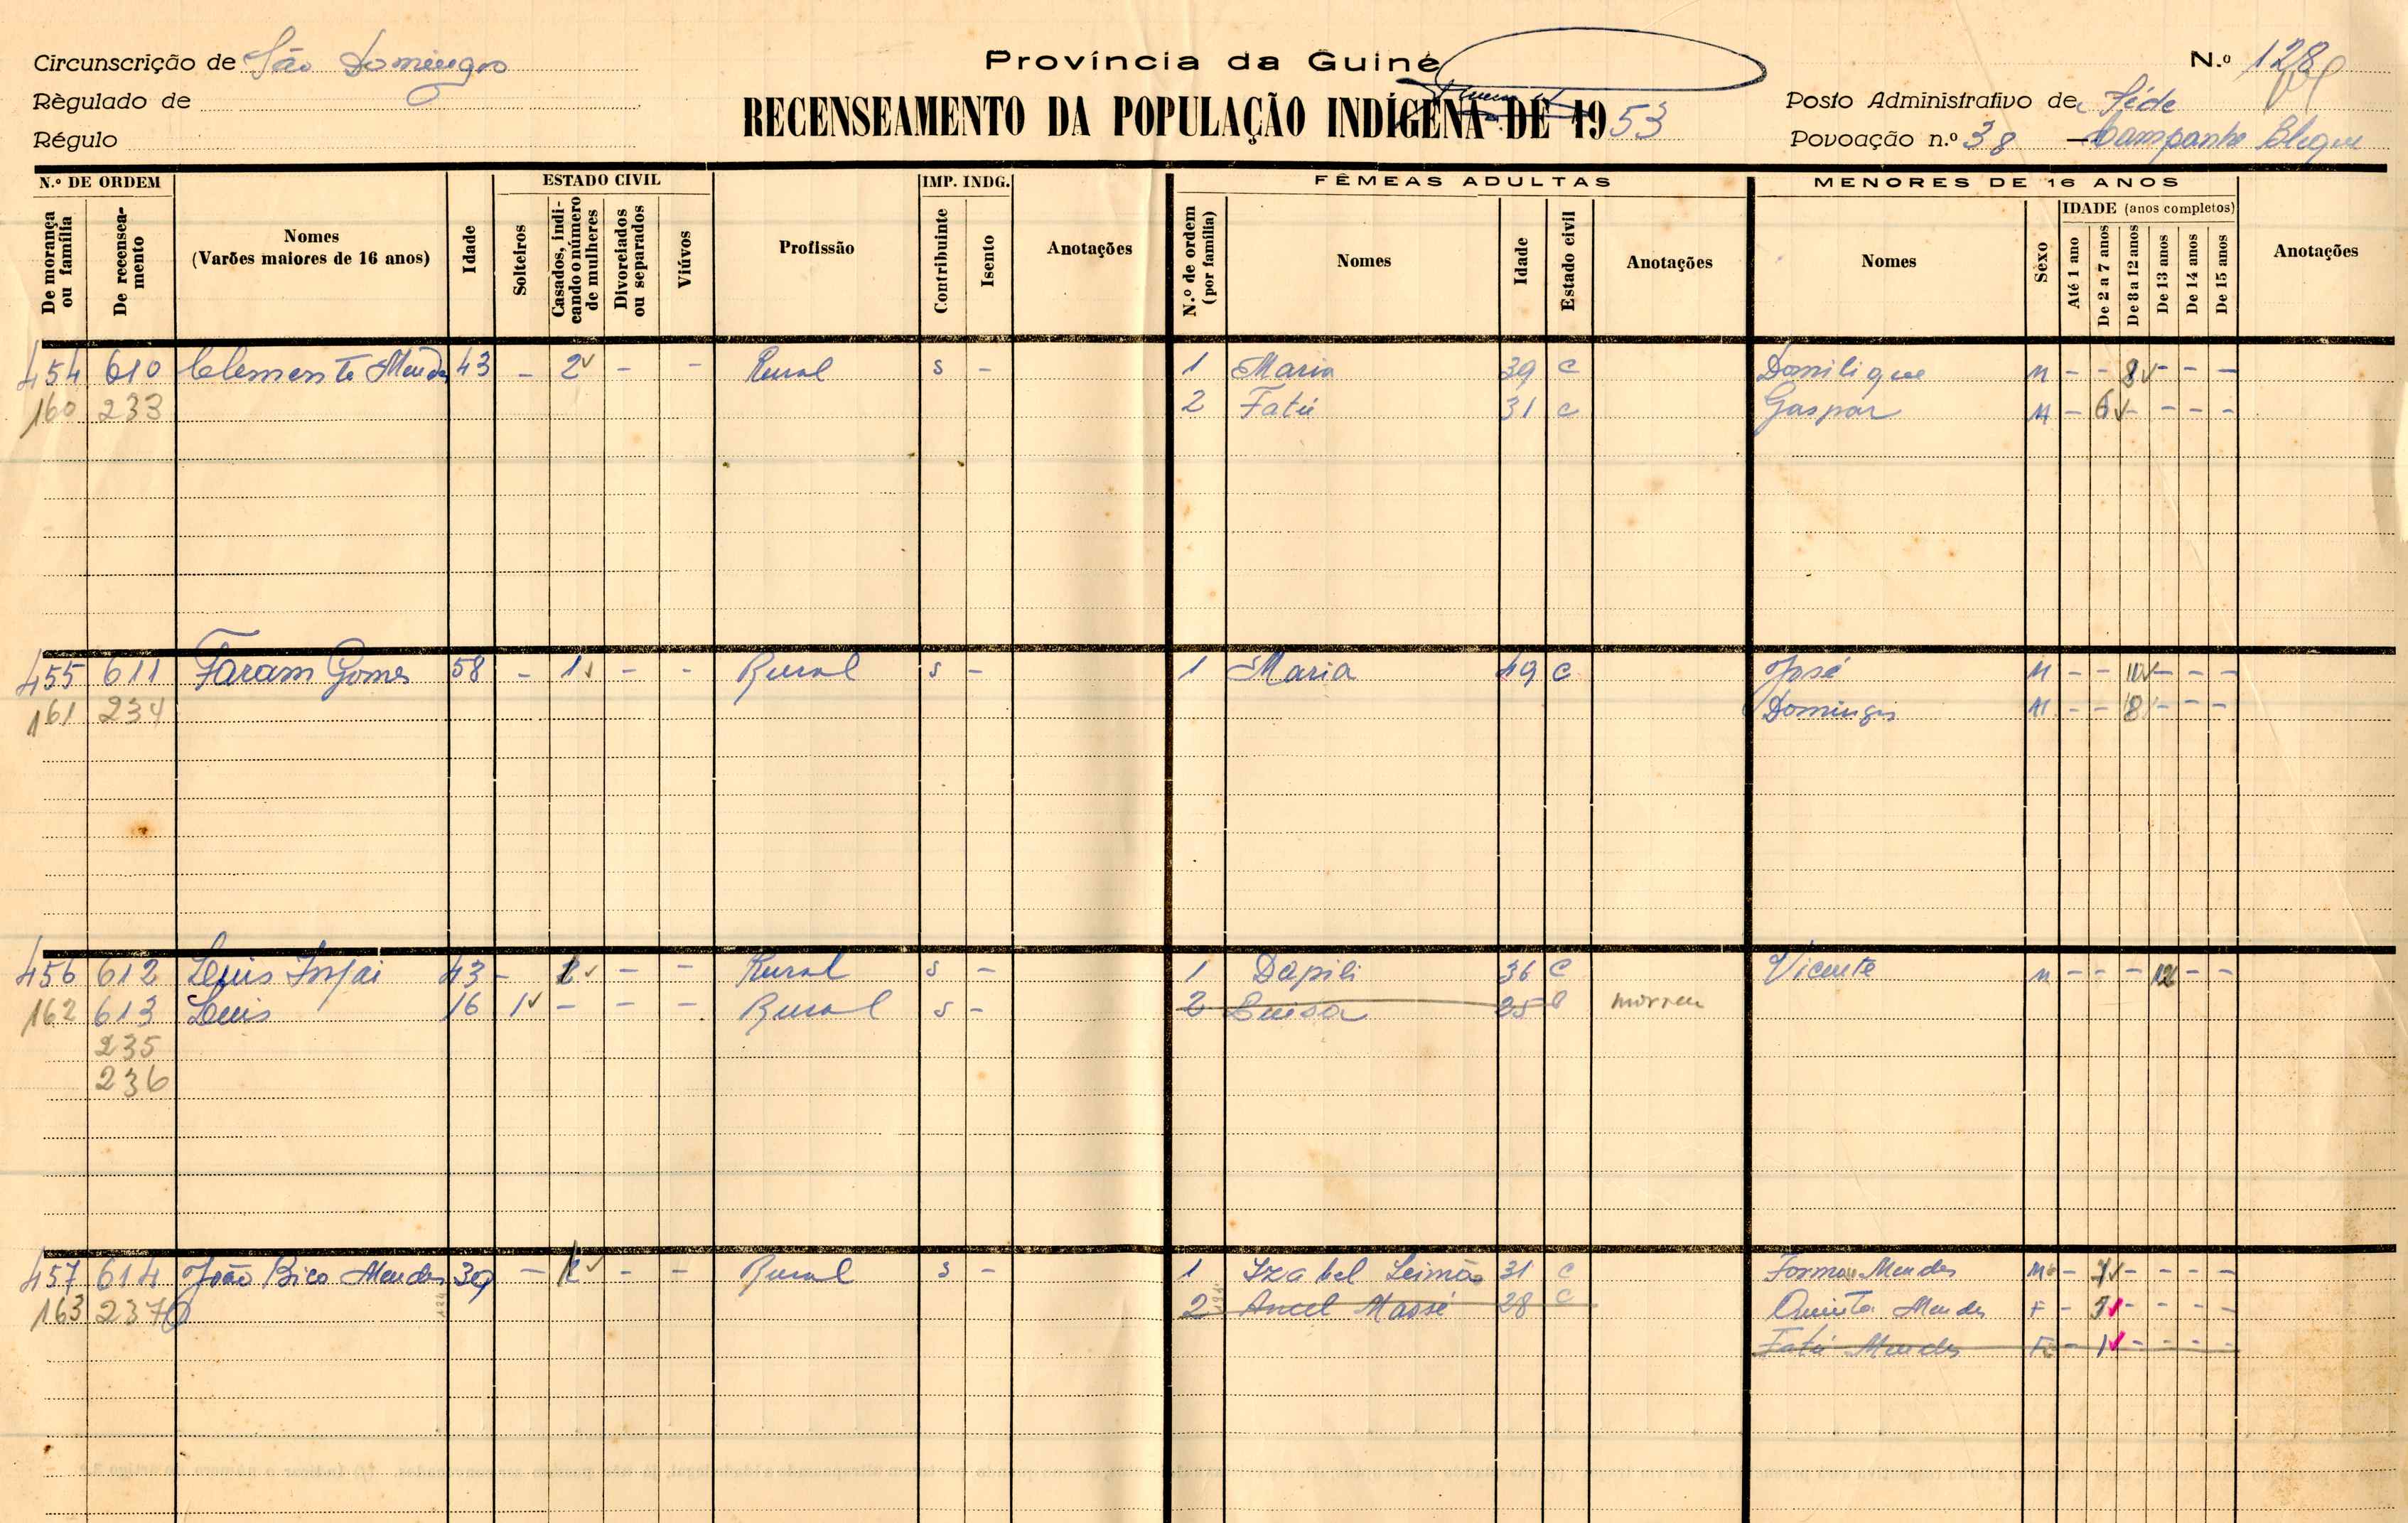 Circunscrição de São Domingos
Règulado de
Régulo
Província da Guiné
RECENSEAMENTO DA POPULAÇÃO INDÍGENA DE 1953
N.º 128
Posto Administrativo de Séde
Povoação n.º 38
N.º DE ORDEM
De morança ou família
De recenseamento
Nomes
(Varões maiores de 16 anos)
Idade
ESTADO CIVIL
Solteiros
Casados, indicando o número de mulheres
Divorciados ou separados
Viúvos
Profissão
IMP. INDG.
Contribuinte
Isento
Anotações
FÊMEAS ADULTAS
N.º de ordem (por família)
Nomes
Idade
Estado civil
Anotações
MENORES DE 16 ANOS
Nomes
Sexo
IDADE (anos completos)
Até 1 ano
De 2 a 7 anos
De 8 a 12 anos
De 13 anos
De 14 anos
De 15 anos
Anotações
454 610 Clemente Mendes 43 - 2 - - Rural s - 1 Maria 39 C Domilique M - - 8 - - -
160 233 2 Fatú 31 C Gaspar M - 6 - - - -
455 611 Faram Gomes 58 - 1 - - Rural s - 1 Maria 49 C José M - - 10 - - -
161 234 Domingos M - - 8 - - -
456 612 Luis Injai 43 - - - Rural s - 1 Dapili 36 C Vicente M - - - 12 - -
162 613 Luis 16 1 - - - Rural s - 2 Luisa 25 C morreu
235
236
457 614 João Bico Mendes 39 - - - Rural s - 1 Izabel 31 C Mendes M - 7 - - - -
163 237 2 Ancel Massé 28 C Quinta Mendes F - - - - -
Fatú Mendes F - 1 - - - -